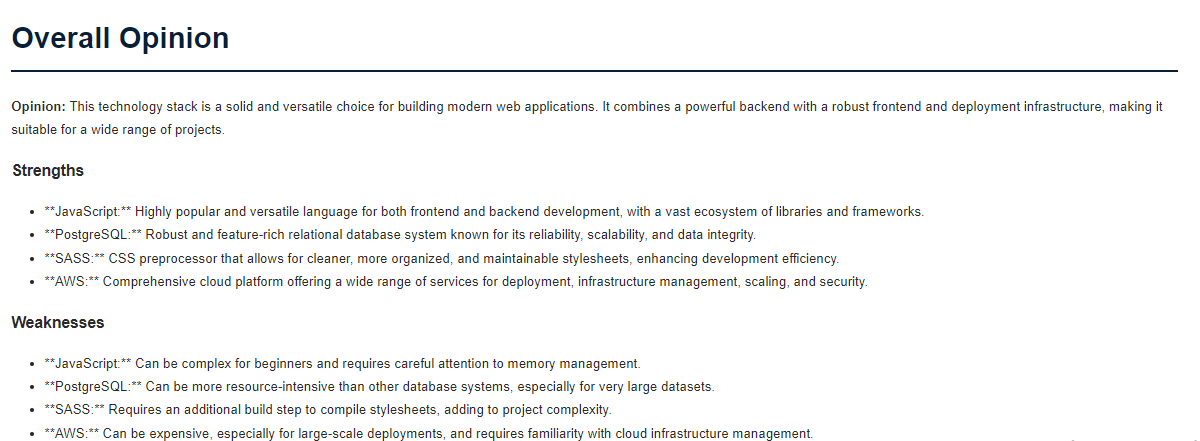 Overall Opinion
Opinion: This technology stack is a solid and versatile choice for building modern web applications. It combines a powerful backend with a robust frontend and deployment infrastructure, making it
suitable for a wide range of projects.
Strengths
• **JavaScript:** Highly popular and versatile language for both frontend and backend development, with a vast ecosystem of libraries and frameworks.
• **PostgreSQL:** Robust and feature-rich relational database system known for its reliability, scalability, and data integrity.
• **SASS:** CSS preprocessor that allows for cleaner, more organized, and maintainable stylesheets, enhancing development efficiency.
• **AWS:** Comprehensive cloud platform offering a wide range of services for deployment, infrastructure management, scaling, and security.
Weaknesses
• **JavaScript:** Can be complex for beginners and requires careful attention to memory management.
• **PostgreSQL:** Can be more resource-intensive than other database systems, especially for very large datasets.
• **SASS:** Requires an additional build step to compile stylesheets, adding to project complexity.
• **AWS:** Can be expensive, especially for large-scale deployments, and requires familiarity with cloud infrastructure management.